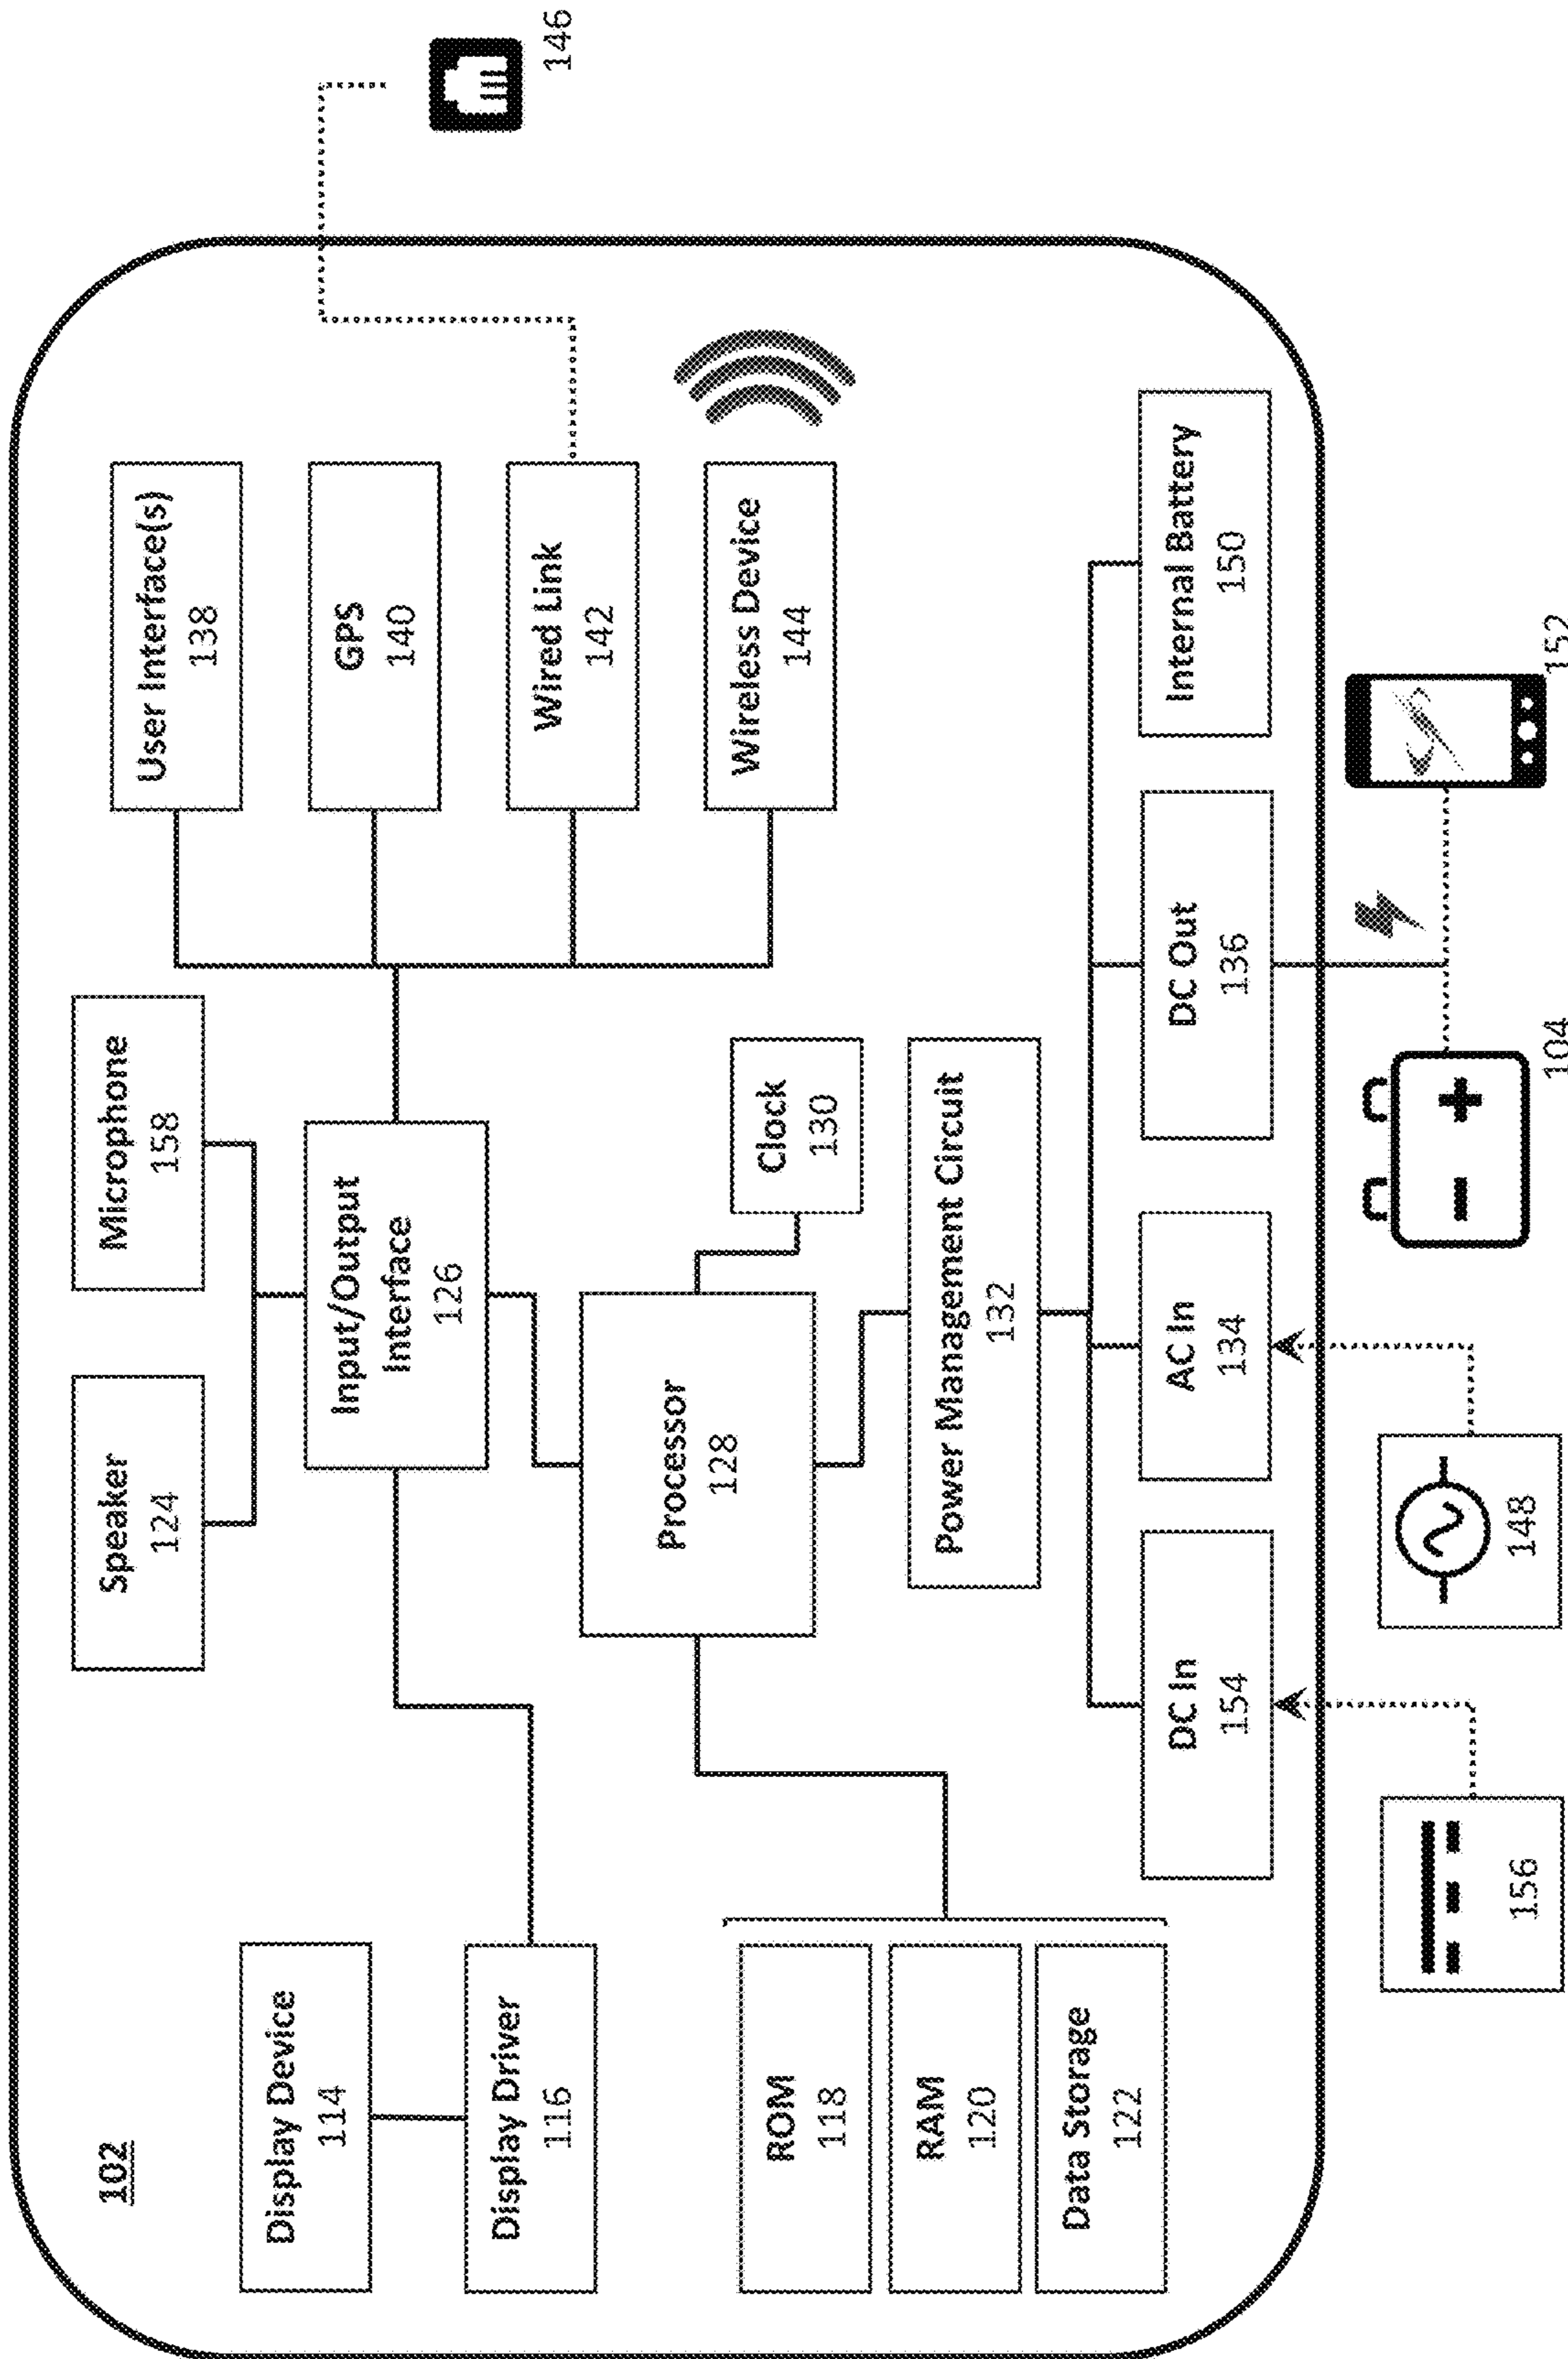 102
Display Device
114
Display Driver
116
ROM
118
RAM
120
Data Storage
122
Speaker
124
Microphone
158
Input/Output
Interface
126
Processor
128
Clock
130
Power Management Circuit
132
User Interface(s)
138
GPS
140
Wired Link
142
Wireless Device
144
146
DC In
154
AC In
134
DC Out
136
Internal Battery
150
156
148
104
152